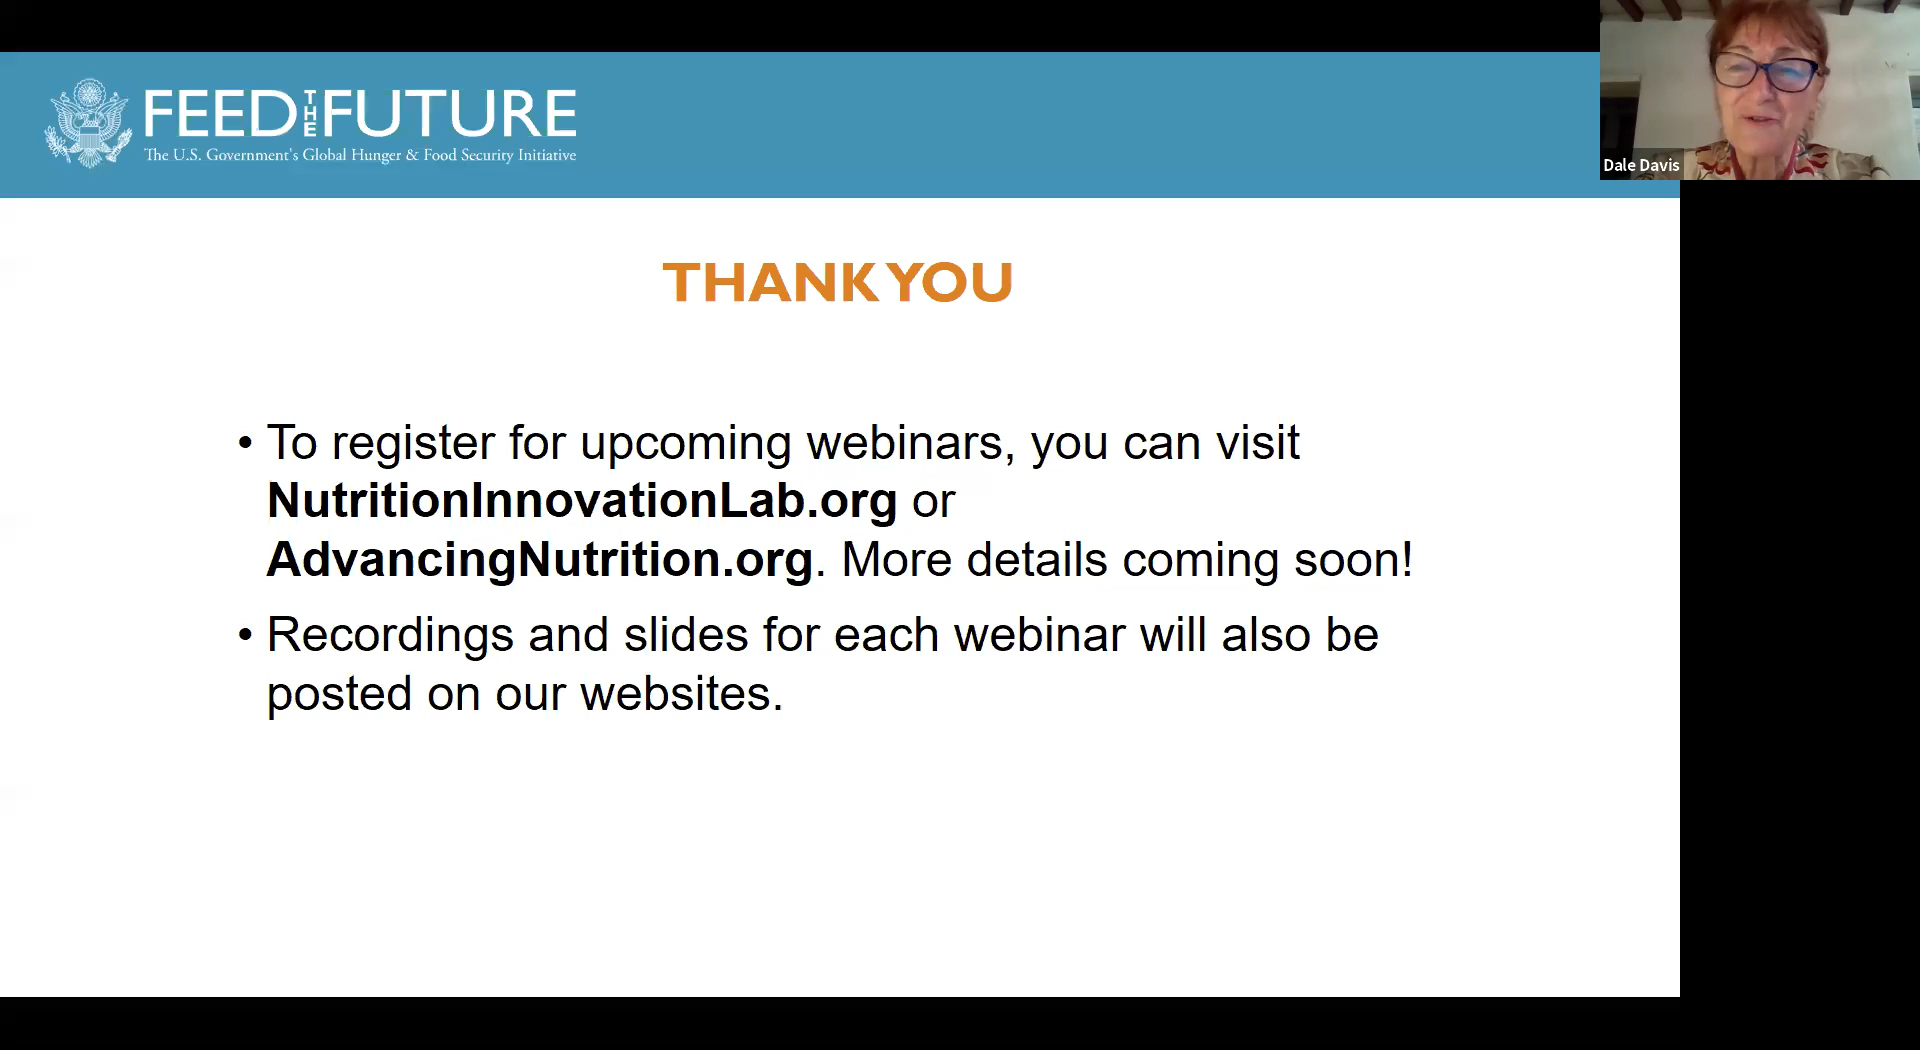 FEED THE FUTURE
The U.S. Government's Global Hunger & Food Security Initiative
Dale Davis
THANK YOU
• To register for upcoming webinars, you can visit
NutritionInnovationLab.org or
AdvancingNutrition.org. More details coming soon!
• Recordings and slides for each webinar will also be
posted on our websites.